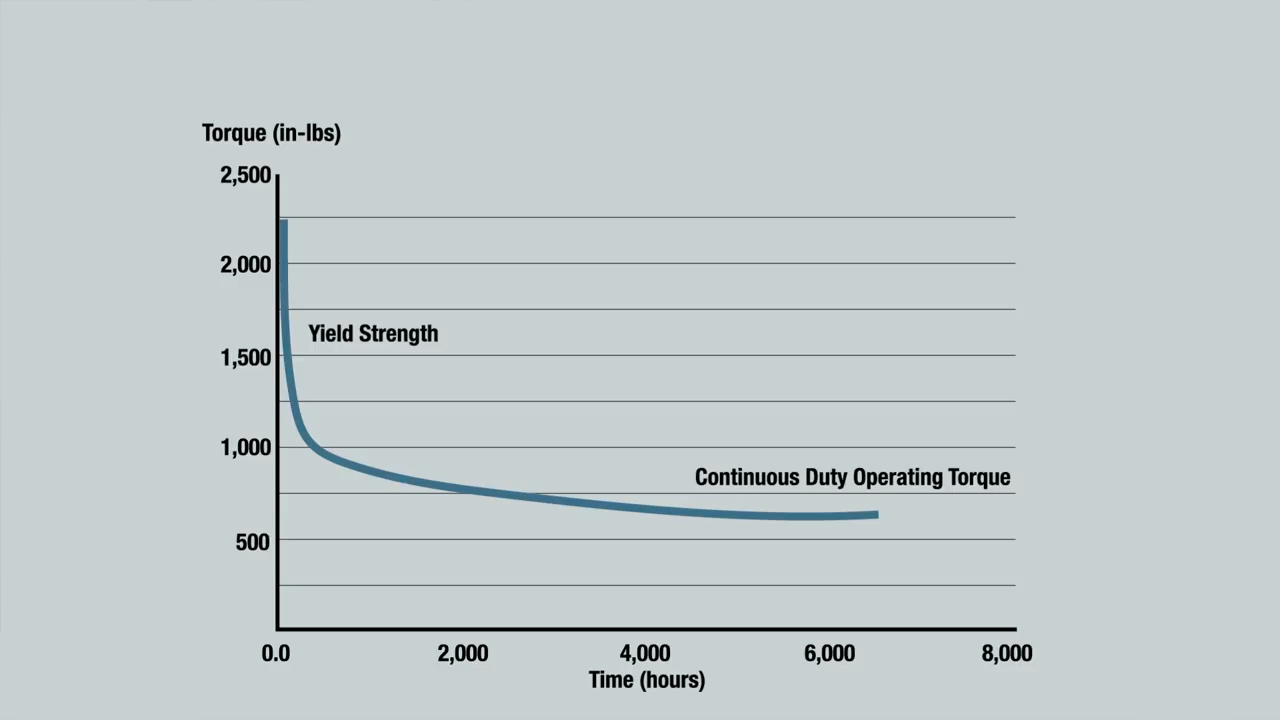 Torque (in-lbs)
2,500
2,000
Yield Strength
1,500
1,000
Continuous Duty Operating Torque
500
0.0 2,000 4,000 6,000 8,000
Time (hours)